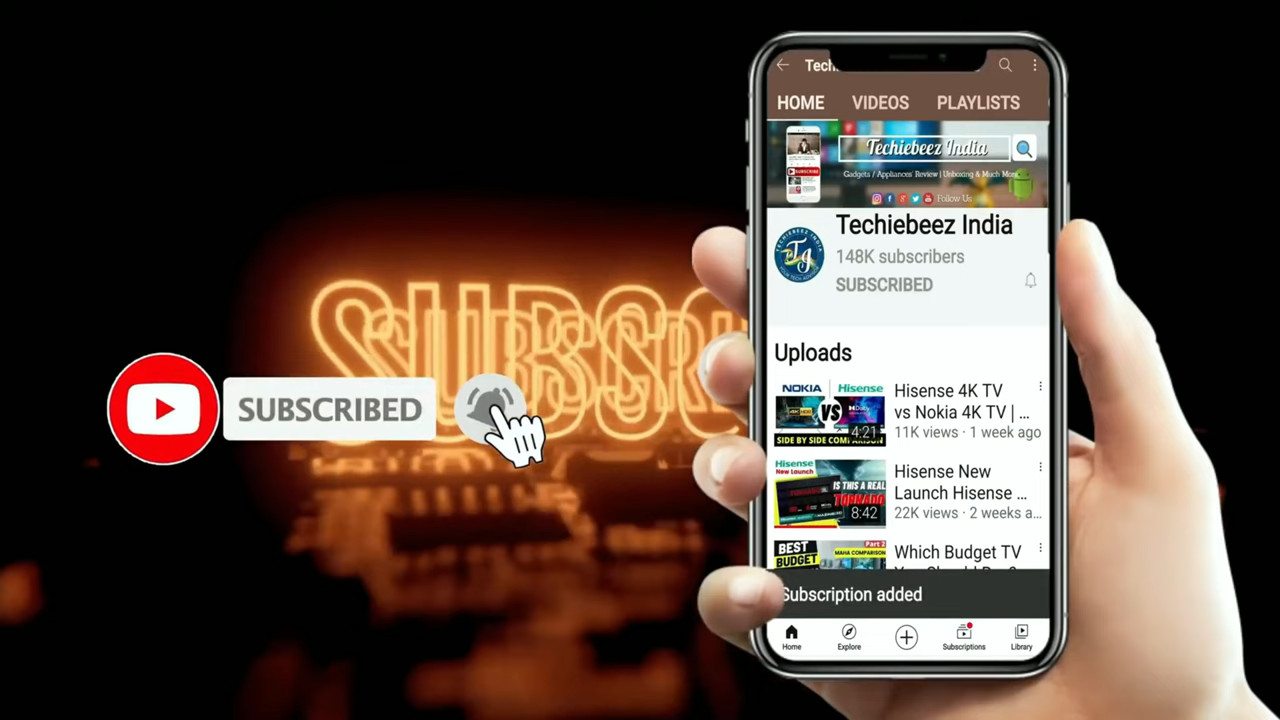 SUBSCRIBED
Tech
HOME VIDEOS PLAYLISTS
Techiebeez India
Gadgets / Appliances' Review | Unboxing & Much More
Follow Us
Techiebeez India
148K subscribers
SUBSCRIBED
Uploads
NOKIA Hisense
VS
4:21
SIDE BY SIDE COMPARISON
Hisense 4K TV
vs Nokia 4K TV | ...
11K views · 1 week ago
Hisense
New Launch
IS THIS A REAL
TORNADO
8:42
Hisense New
Launch Hisense ...
22K views · 2 weeks a...
BEST
BUDGET
Part 2
MAHA COMPARISON
Which Budget TV
Subscription added
Home Explore Subscriptions Library